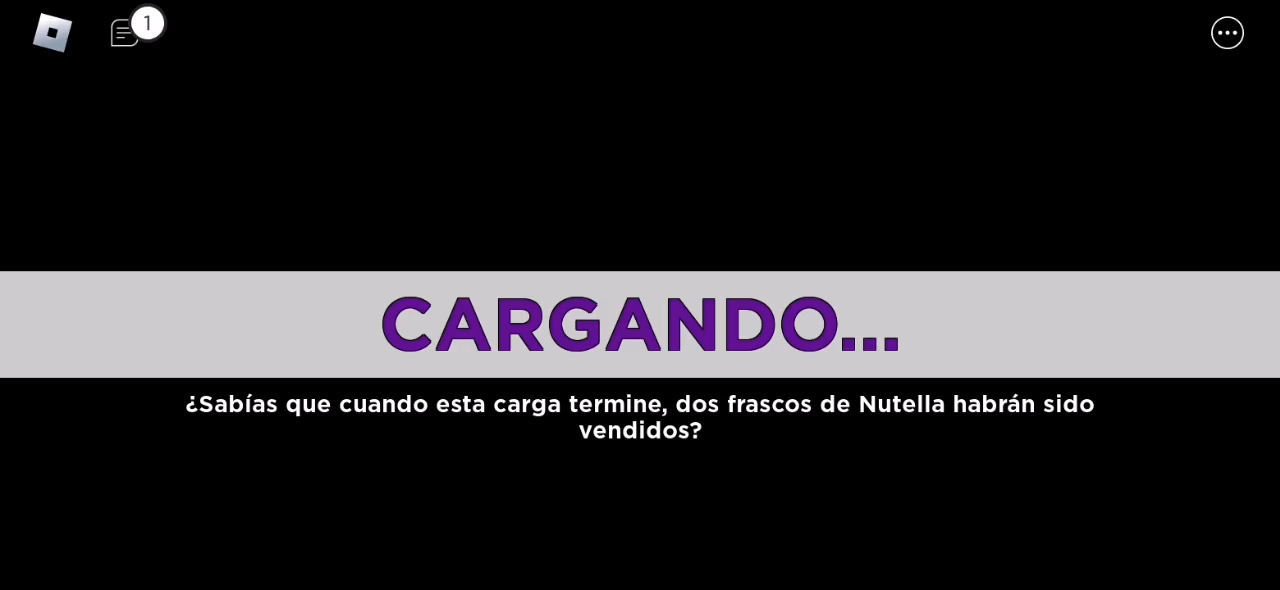 1
CARGANDO...
¿Sabías que cuando esta carga termine, dos frascos de Nutella habrán sido
vendidos?